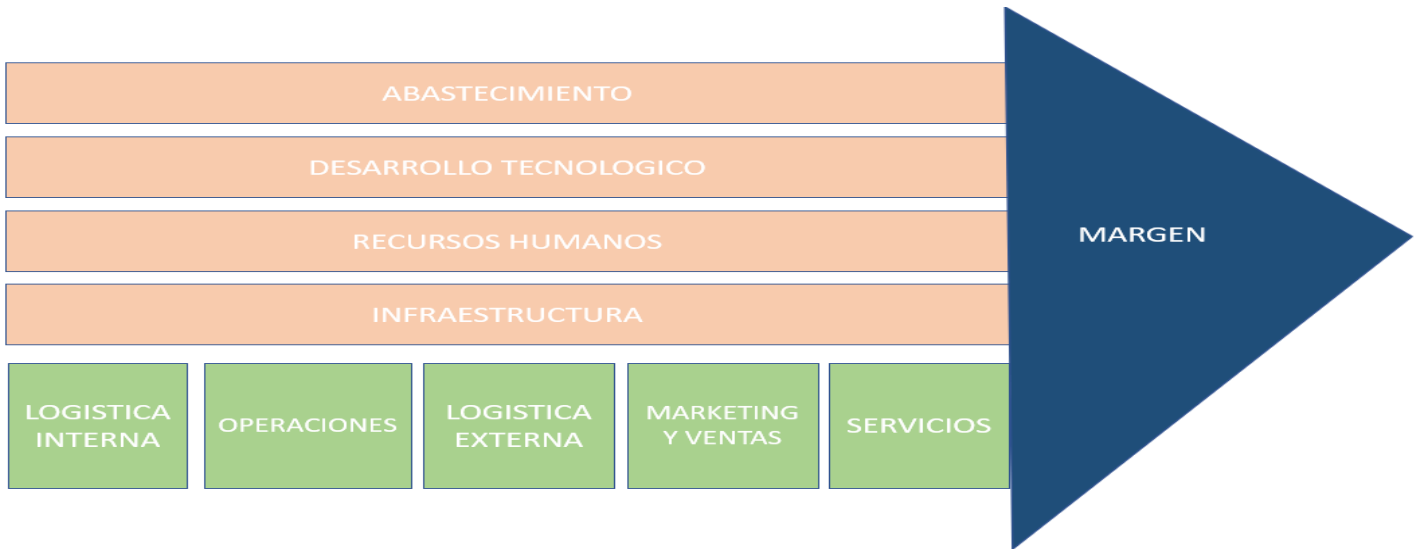 ABASTECIMIENTO
DESARROLLO TECNOLOGICO
RECURSOS HUMANOS
MARGEN
INFRAESTRUCTURA
LOGISTICA
INTERNA
OPERACIONES
LOGISTICA
EXTERNA
MARKETING
Y VENTAS
SERVICIOS